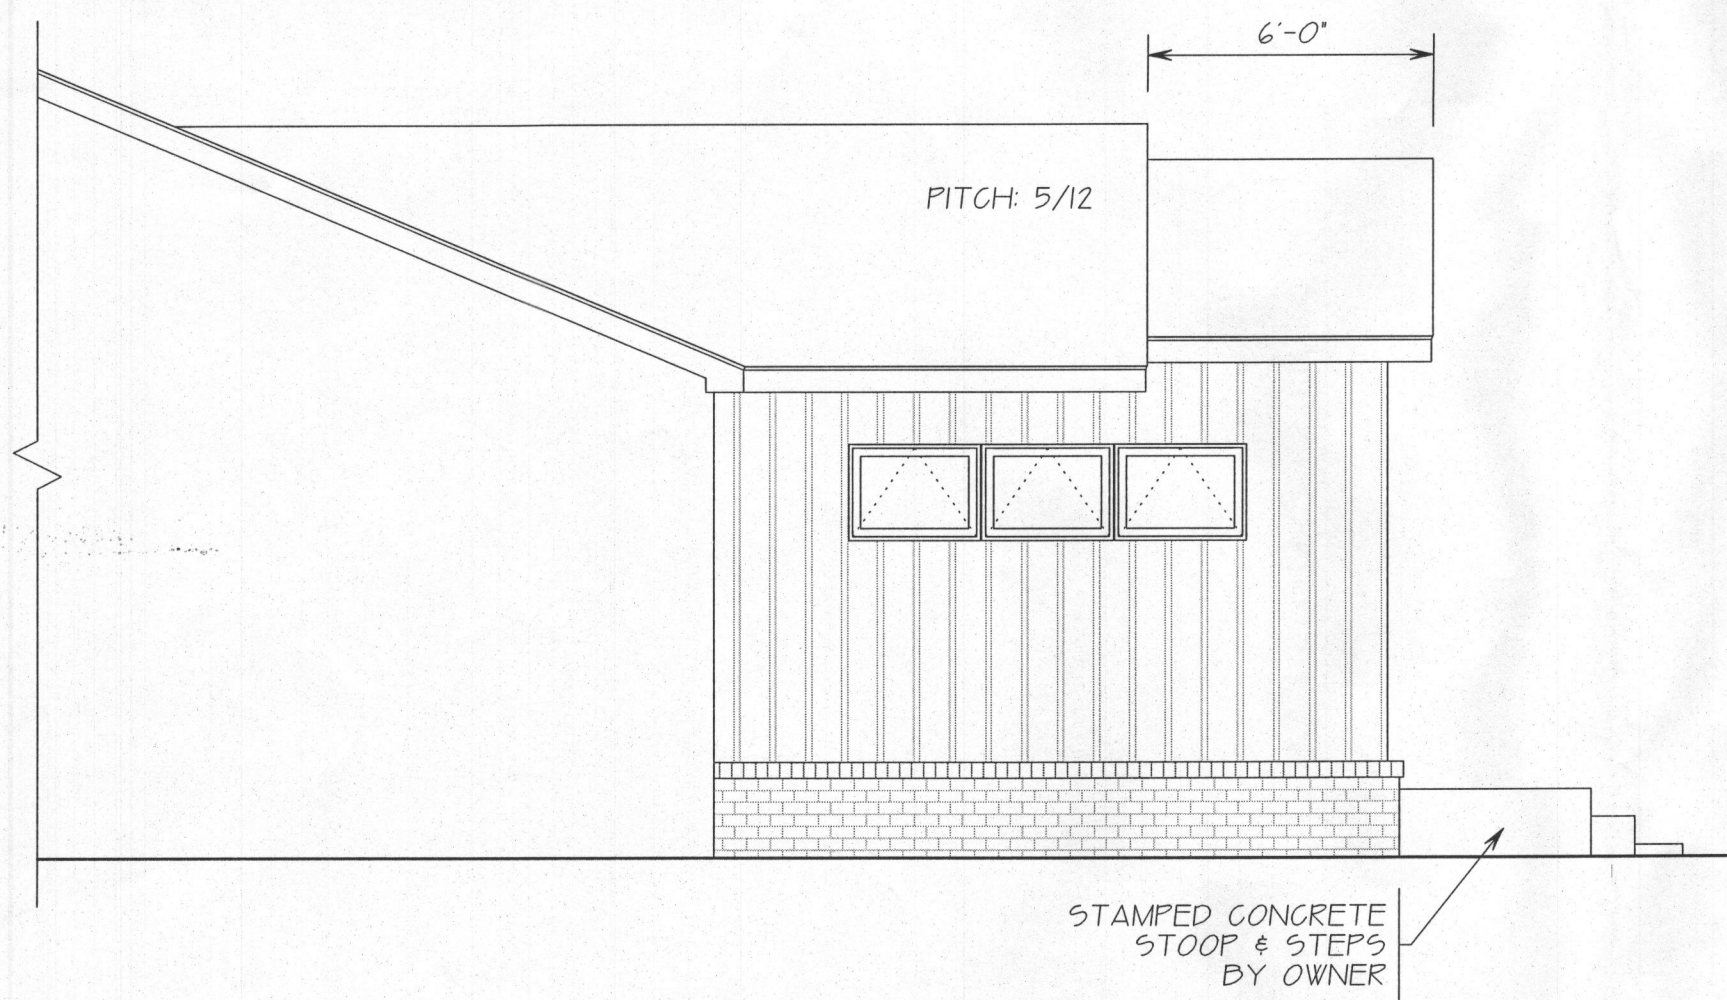 6'-0"
PITCH: 5/12
STAMPED CONCRETE
STOOP & STEPS
BY OWNER